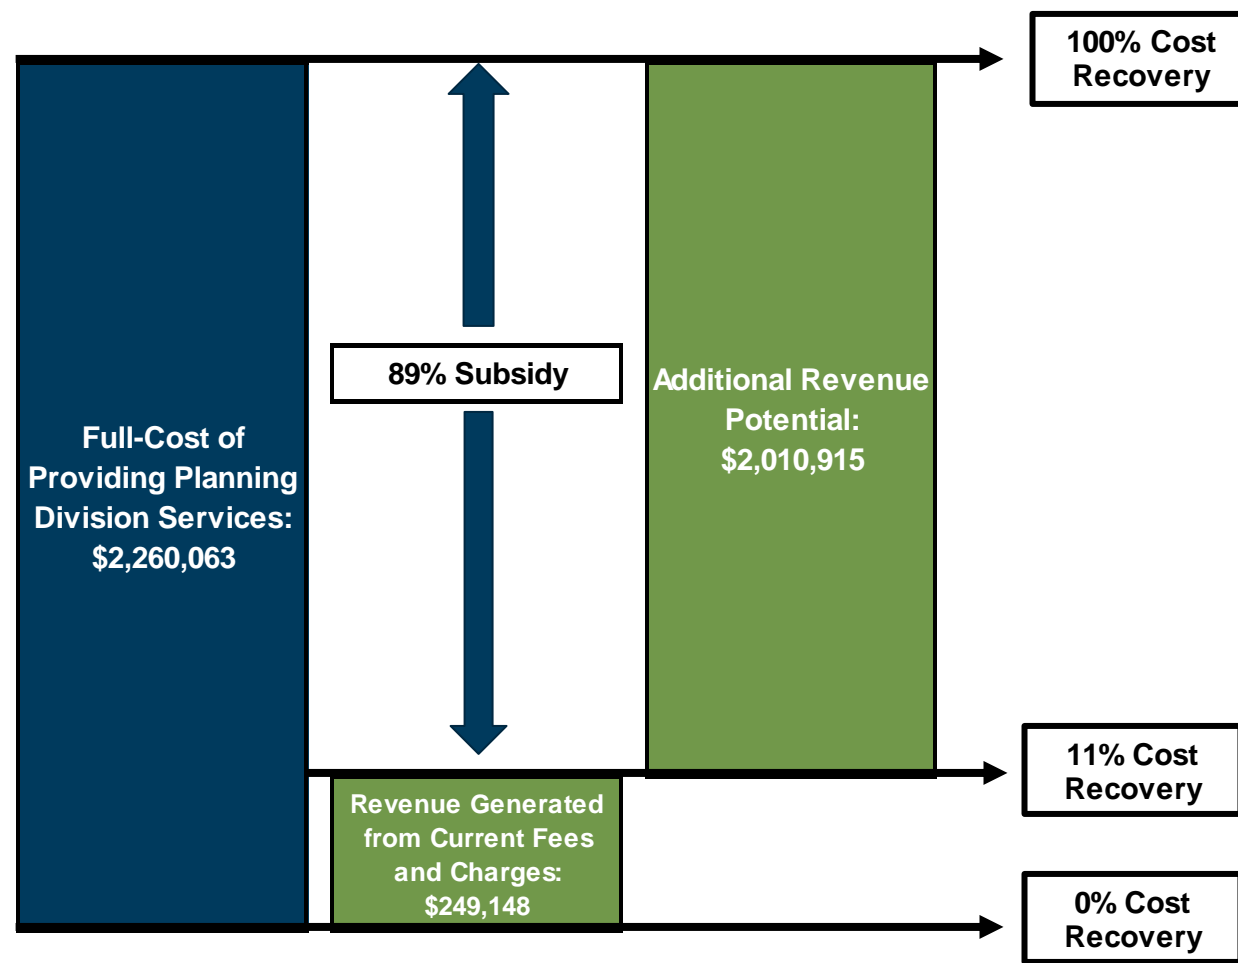 100% Cost
Recovery
89% Subsidy
Additional Revenue
Potential:
$2,010,915
Full-Cost of
Providing Planning
Division Services:
$2,260,063
11% Cost
Recovery
Revenue Generated
from Current Fees
and Charges:
$249,148
0% Cost
Recovery